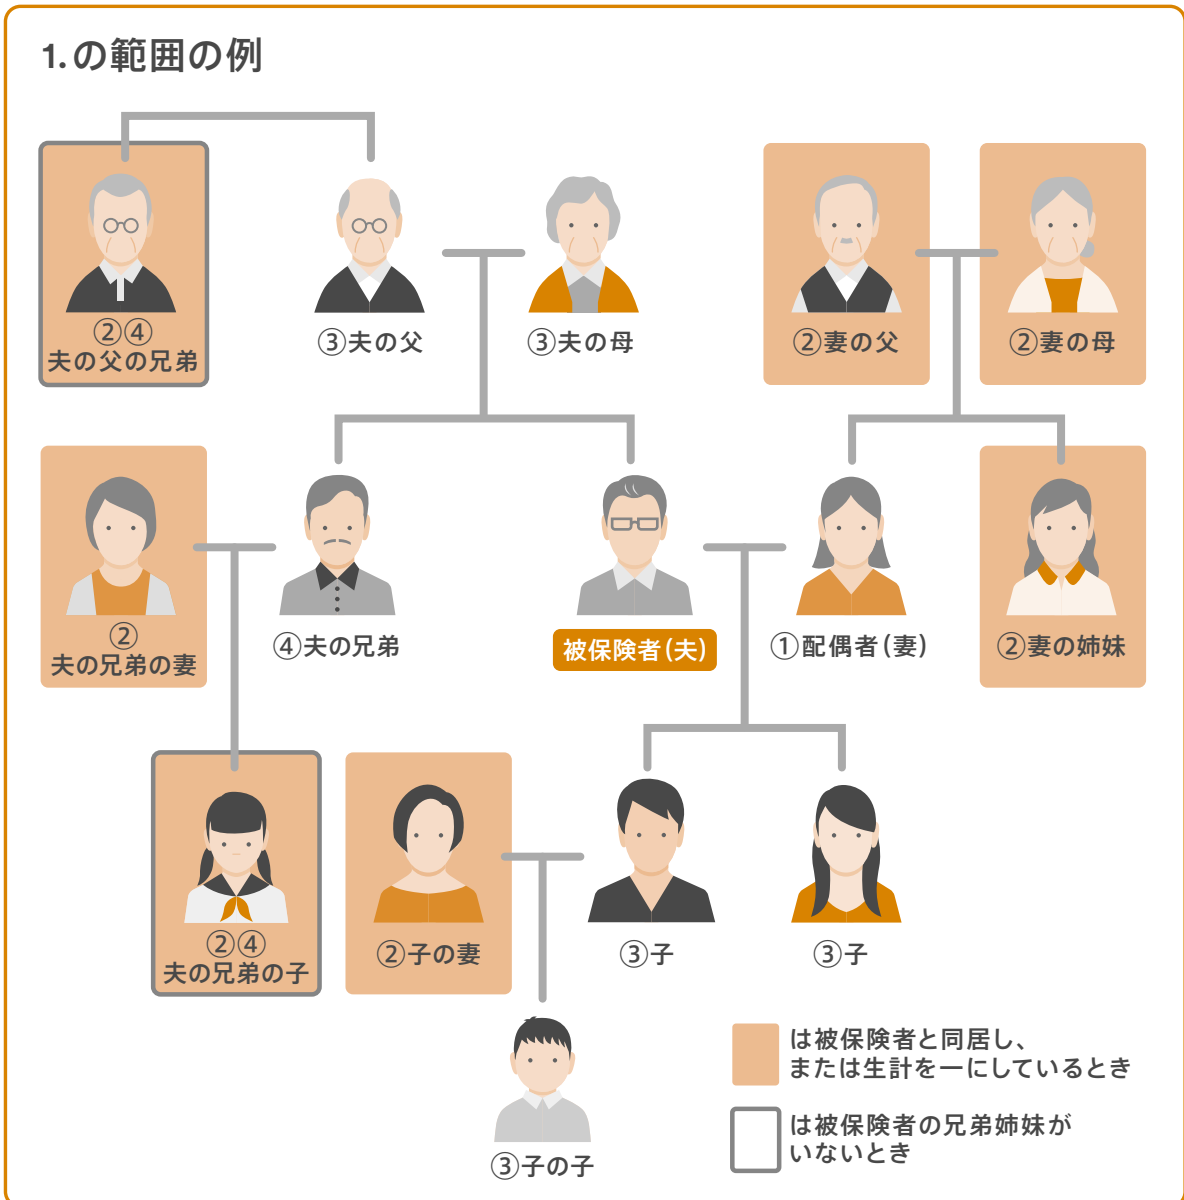 1.の範囲の例
②④
夫の父の兄弟
③夫の父
③夫の母
②妻の父
②妻の母
②
夫の兄弟の妻
④夫の兄弟
被保険者(夫)
①配偶者(妻)
②妻の姉妹
②④
夫の兄弟の子
②子の妻
③子
③子
③子の子
は被保険者と同居し、
または生計を一にしているとき
は被保険者の兄弟姉妹が
いないとき